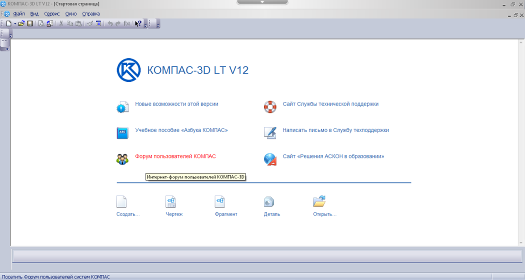 КОМПАС-3D LT V12 - [Стартовая страница]
Файл Вид Сервис Окно Справка
КОМПАС-3D LT V12
Новые возможности этой версии
Сайт Службы технической поддержки
Учебное пособие «Азбука КОМПАС»
Написать письмо в Службу техподдержки
Форум пользователей КОМПАС
Сайт «Решения АСКОН в образовании»
Интернет-форум пользователей КОМПАС-3D
Создать...
Чертеж
Фрагмент
Деталь
Открыть...
Посетить Форум пользователей систем КОМПАС